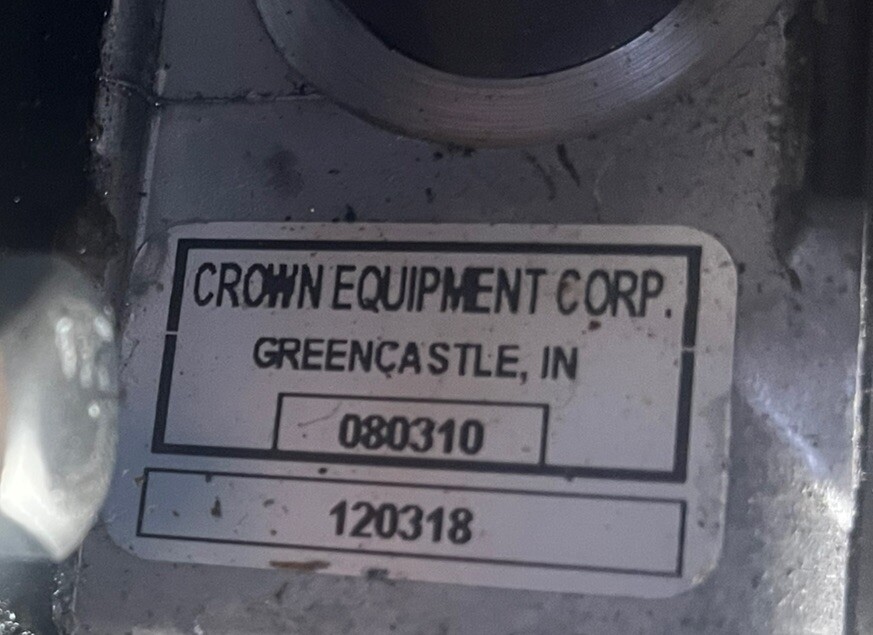 CROWN EQUIPMENT CORP.
GREENCASTLE, IN
080310
120318